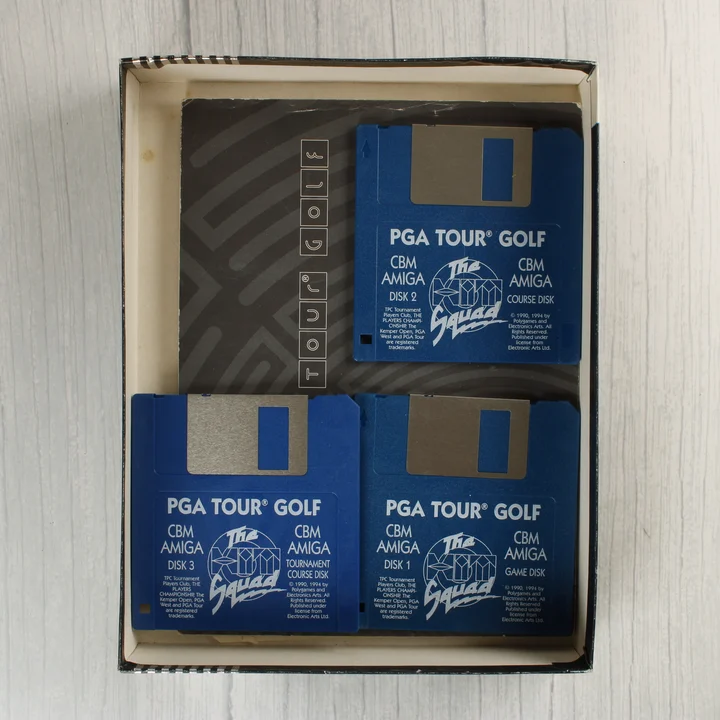 TOUR® GOLF
PGA TOUR® GOLF
CBM
AMIGA
DISK 2
The
Squad
CBM
AMIGA
COURSE DISK
TPC Tournament
Players Club, THE
PLAYERS CHAMPI-
ONSHIP. The
Kemper Open, PGA
West and PGA Tour
are registered
trademarks.
© 1990, 1994 by
Polygames and
Electronics Arts. All
Rights Reserved.
Published under
license from
Electronic Arts Ltd.
PGA TOUR® GOLF
CBM
AMIGA
DISK 3
The
Squad
CBM
AMIGA
TOURNAMENT
COURSE DISK
TPC Tournament
Players Club, THE
PLAYERS
CHAMPIONSHIP. The
Kemper Open, PGA
West and PGA Tour
are registered
trademarks.
© 1990, 1994 by
Polygames and
Electronics Arts. All
Rights Reserved.
Published under
license from
Electronic Arts Ltd.
PGA TOUR® GOLF
CBM
AMIGA
DISK 1
The
Squad
CBM
AMIGA
GAME DISK
TPC Tournament
Players Club, THE
PLAYERS CHAMPI-
ONSHIP. The
Kemper Open, PGA
West and PGA Tour
are registered
trademarks.
© 1990, 1994 by
Polygames and
Electronics Arts. All
Rights Reserved.
Published under
license from
Electronic Arts Ltd.